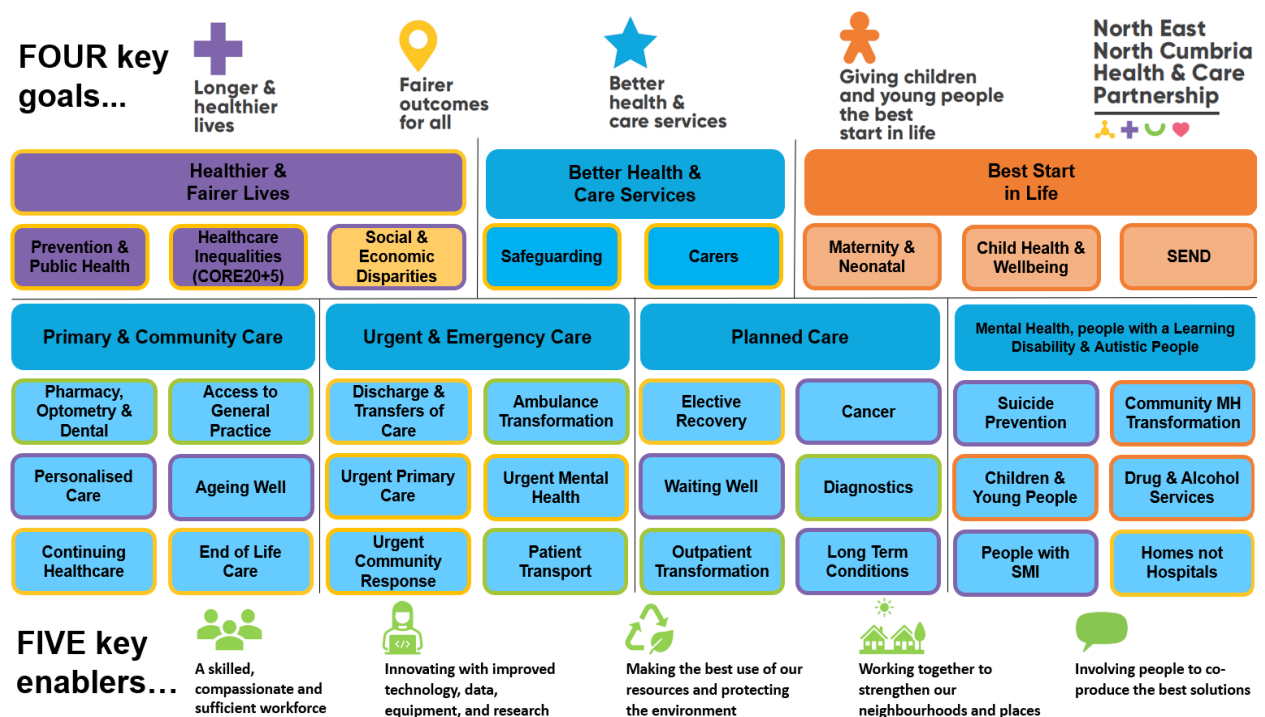 FOUR key
goals...
Longer &
healthier
lives
Fairer
outcomes
for all
Better
health &
care services
Giving children
and young people
the best
start in life
North East
North Cumbria
Health & Care
Partnership
Healthier &
Fairer Lives
Better Health &
Care Services
Best Start
in Life
Prevention &
Public Health
Healthcare
Inequalities
(CORE20+5)
Social &
Economic
Disparities
Safeguarding
Carers
Maternity &
Neonatal
Child Health &
Wellbeing
SEND
Primary & Community Care
Urgent & Emergency Care
Planned Care
Mental Health, people with a Learning
Disability & Autistic People
Pharmacy,
Optometry &
Dental
Access to
General
Practice
Discharge &
Transfers of
Care
Ambulance
Transformation
Elective
Recovery
Cancer
Suicide
Prevention
Community MH
Transformation
Personalised
Care
Ageing Well
Urgent Primary
Care
Urgent Mental
Health
Waiting Well
Diagnostics
Children &
Young People
Drug & Alcohol
Services
Continuing
Healthcare
End of Life
Care
Urgent
Community
Response
Patient
Transport
Outpatient
Transformation
Long Term
Conditions
People with
SMI
Homes not
Hospitals
FIVE key
enablers...
A skilled,
compassionate and
sufficient workforce
Innovating with improved
technology, data,
equipment, and research
Making the best use of our
resources and protecting
the environment
Working together to
strengthen our
neighbourhoods and places
Involving people to co-
produce the best solutions